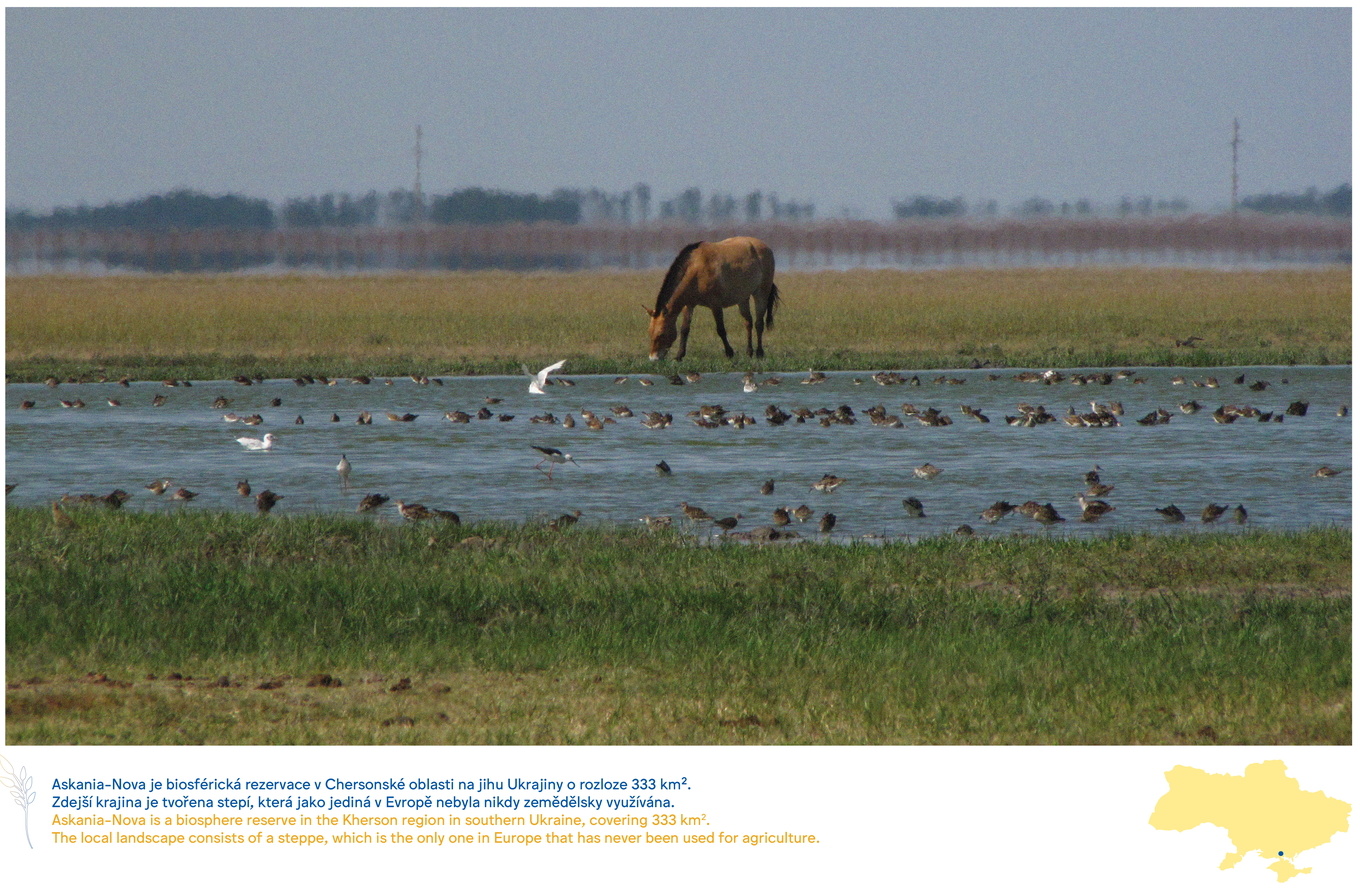 Askania-Nova je biosférická rezervace v Chersonské oblasti na jihu Ukrajiny o rozloze 333 km².
Zdejší krajina je tvořena stepí, která jako jediná v Evropě nebyla nikdy zemědělsky využívána.
Askania-Nova is a biosphere reserve in the Kherson region in southern Ukraine, covering 333 km².
The local landscape consists of a steppe, which is the only one in Europe that has never been used for agriculture.